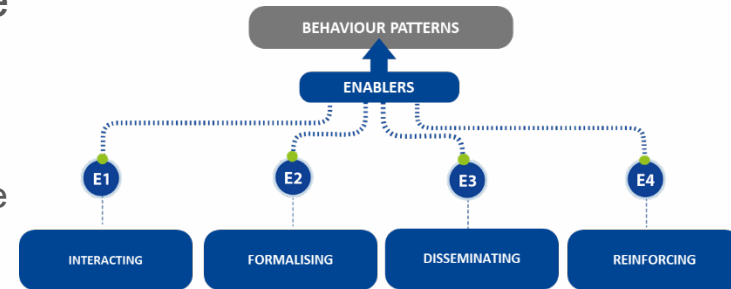 e
BEHAVIOUR PATTERNS
ENABLERS
E1 E2 E3 E4
e
INTERACTING FORMALISING DISSEMINATING REINFORCING